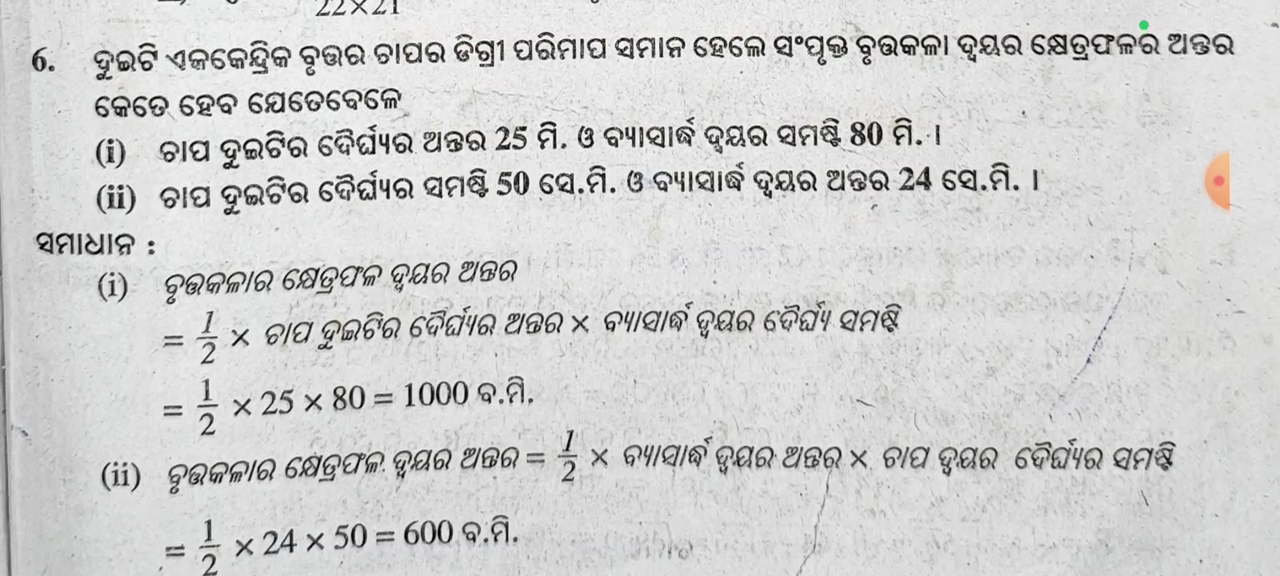 22×21
6. ଦୁଇଟି ଏକକେନ୍ଦ୍ରିକ ବୃତ୍ତର ଚାପର ଡିଗ୍ରୀ ପରିମାପ ସମାନ ହେଲେ ସଂପୃକ୍ତ ବୃତ୍ତକଳା ଦ୍ୱୟର କ୍ଷେତ୍ରଫଳର ଅନ୍ତର
କେତେ ହେବ ଯେତେବେଳେ
(i) ଚାପ ଦୁଇଟିର ଦୈର୍ଘ୍ୟର ଅନ୍ତର 25 ମି. ଓ ବ୍ୟାସାର୍ଦ୍ଧ ଦ୍ୱୟର ସମଷ୍ଟି 80 ମି. ।
(ii) ଚାପ ଦୁଇଟିର ଦୈର୍ଘ୍ୟର ସମଷ୍ଟି 50 ସେ.ମି. ଓ ବ୍ୟାସାର୍ଦ୍ଧ ଦ୍ୱୟର ଅନ୍ତର 24 ସେ.ମି. ।
ସମାଧାନ :
(i) ବୃତ୍ତକଳାର କ୍ଷେତ୍ରଫଳ ଦ୍ୱୟର ଅନ୍ତର
= 1/2 × ଚାପ ଦୁଇଟିର ଦୈର୍ଘ୍ୟର ଅନ୍ତର × ବ୍ୟାସାର୍ଦ୍ଧ ଦ୍ୱୟର ଦୈର୍ଘ୍ୟ ସମଷ୍ଟି
= 1/2 × 25 × 80 = 1000 ବ.ମି.
(ii) ବୃତ୍ତକଳାର କ୍ଷେତ୍ରଫଳ ଦ୍ୱୟର ଅନ୍ତର = 1/2 × ବ୍ୟାସାର୍ଦ୍ଧ ଦ୍ୱୟର ଅନ୍ତର × ଚାପ ଦ୍ୱୟର ଦୈର୍ଘ୍ୟର ସମଷ୍ଟି
= 1/2 × 24 × 50 = 600 ବ.ମି.